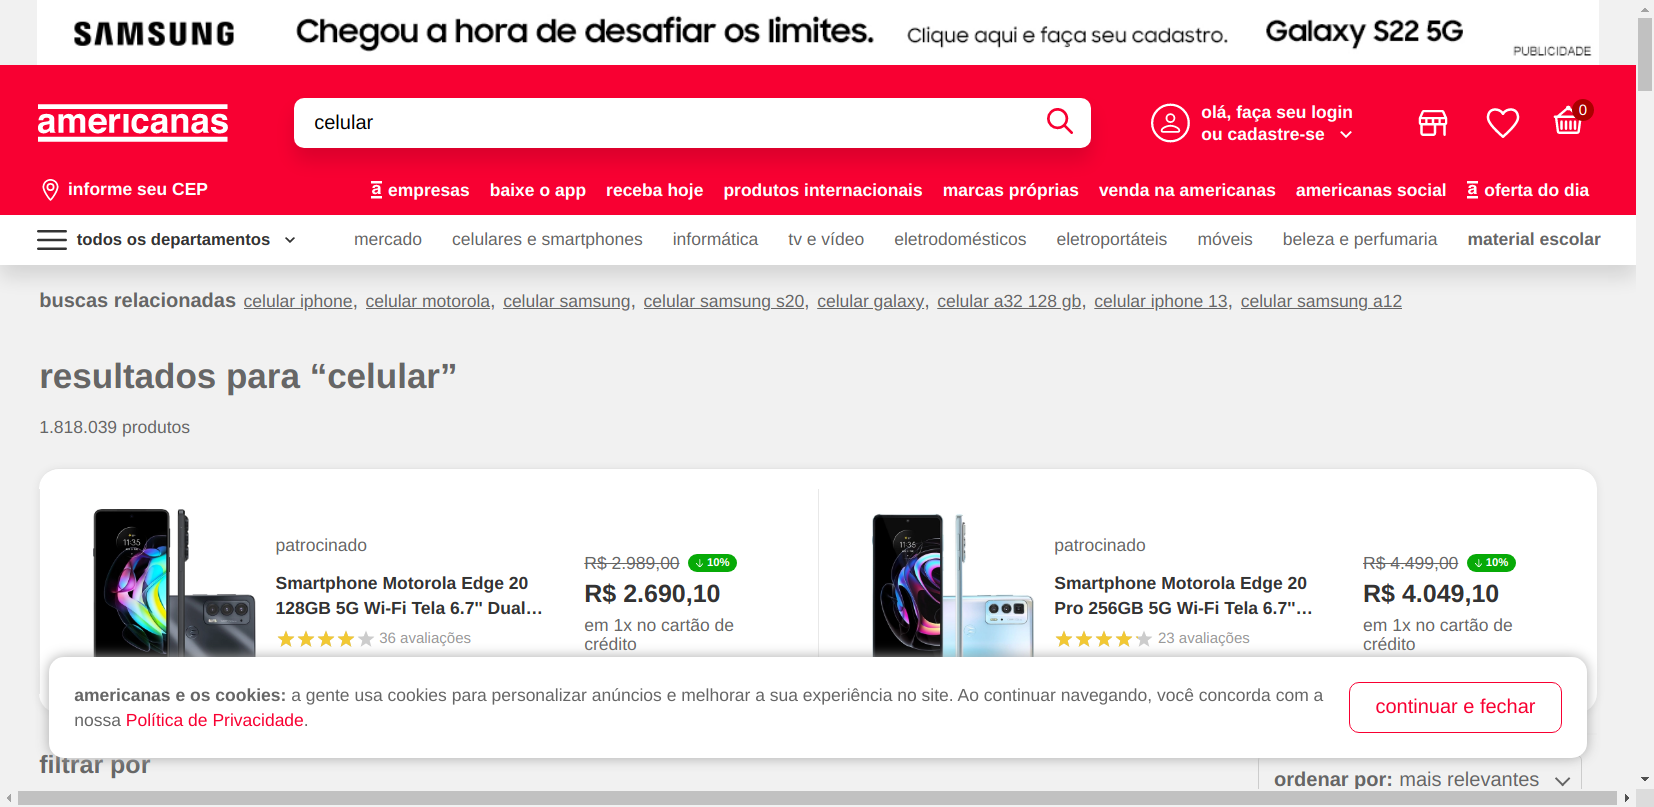 SAMSUNG Chegou a hora de desafiar os limites. Clique aqui e faça seu cadastro. Galaxy S22 5G
PUBLICIDADE
americanas
celular
olá, faça seu login
ou cadastre-se
0
informe seu CEP
a empresas baixe o app receba hoje produtos internacionais marcas próprias venda na americanas americanas social a oferta do dia
todos os departamentos mercado celulares e smartphones informática tv e vídeo eletrodomésticos eletroportáteis móveis beleza e perfumaria material escolar
buscas relacionadas celular iphone, celular motorola, celular samsung, celular samsung s20, celular galaxy, celular a32 128 gb, celular iphone 13, celular samsung a12
resultados para “celular”
1.818.039 produtos
11:35
patrocinado
Smartphone Motorola Edge 20
128GB 5G Wi-Fi Tela 6.7'' Dual...
36 avaliações
R$ 2.989,00 10%
R$ 2.690,10
em 1x no cartão de
crédito
11:35
patrocinado
Smartphone Motorola Edge 20
Pro 256GB 5G Wi-Fi Tela 6.7''...
23 avaliações
R$ 4.499,00 10%
R$ 4.049,10
em 1x no cartão de
crédito
americanas e os cookies: a gente usa cookies para personalizar anúncios e melhorar a sua experiência no site. Ao continuar navegando, você concorda com a
nossa Política de Privacidade.
continuar e fechar
filtrar por
ordenar por: mais relevantes